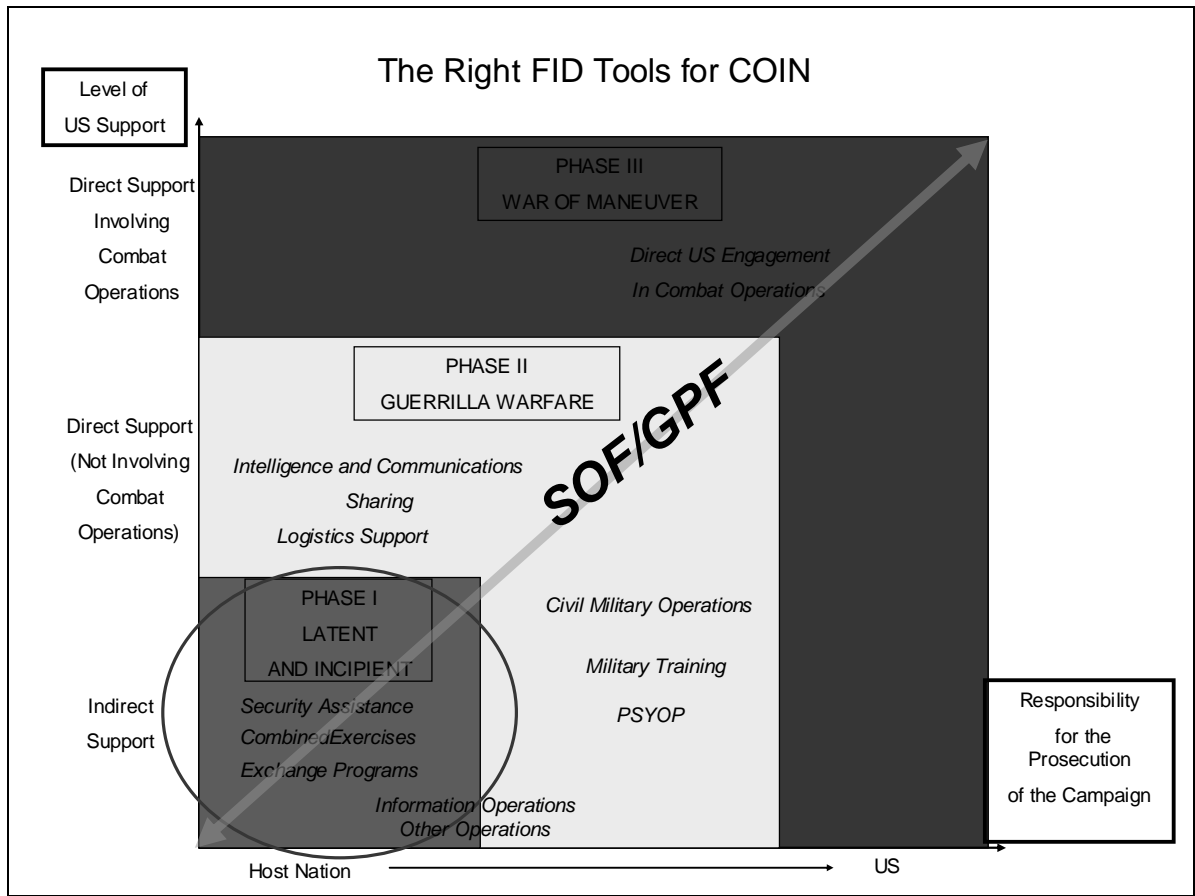 The Right FID Tools for COIN
Level of
US Support
Direct Support
Involving
Combat
Operations
PHASE III
WAR OF MANEUVER
Direct US Engagement
In Combat Operations
PHASE II
GUERRILLA WARFARE
SOF/GPF
Direct Support
(Not Involving
Combat
Operations)
Intelligence and Communications
Sharing
Logistics Support
PHASE I
LATENT
AND INCIPIENT
Civil Military Operations
Military Training
PSYOP
Indirect
Support
Security Assistance
CombinedExercises
Exchange Programs
Information Operations
Other Operations
Responsibility
for the
Prosecution
of the Campaign
Host Nation
US